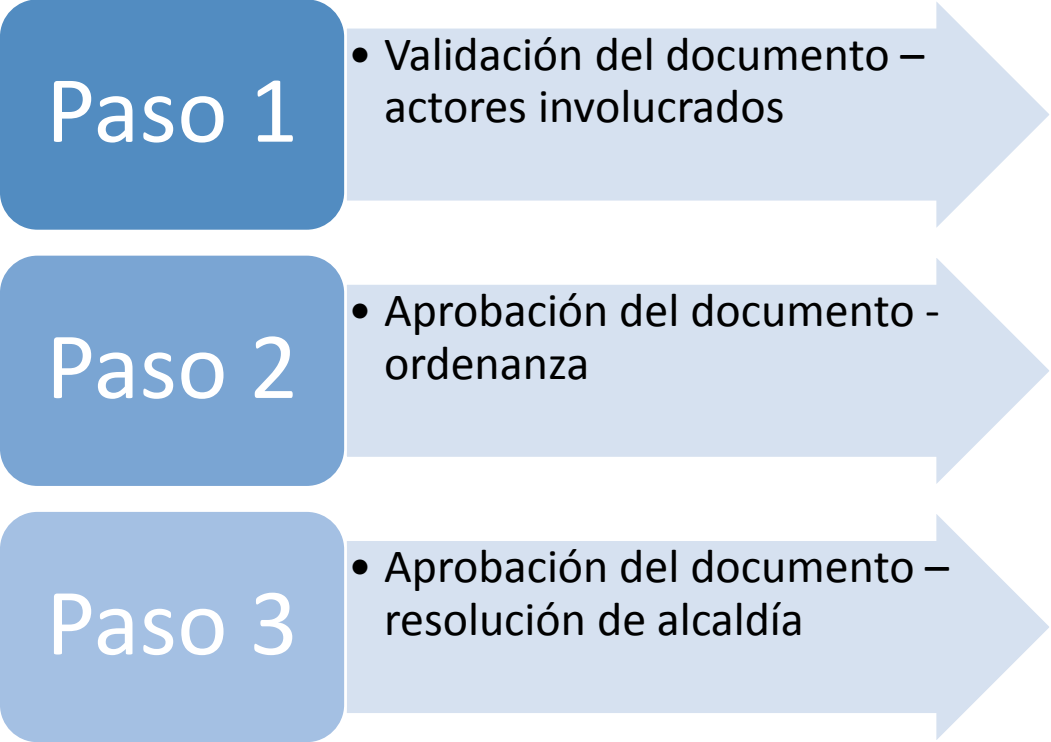 Paso 1
• Validación del documento –
actores involucrados
Paso 2
• Aprobación del documento -
ordenanza
Paso 3
• Aprobación del documento –
resolución de alcaldía